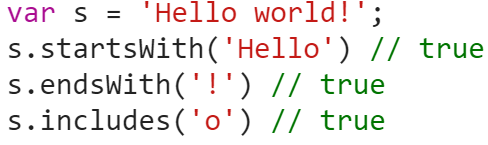 var s = 'Hello world!';
s.startsWith('Hello') // true
s.endsWith('!') // true
s.includes('o') // true